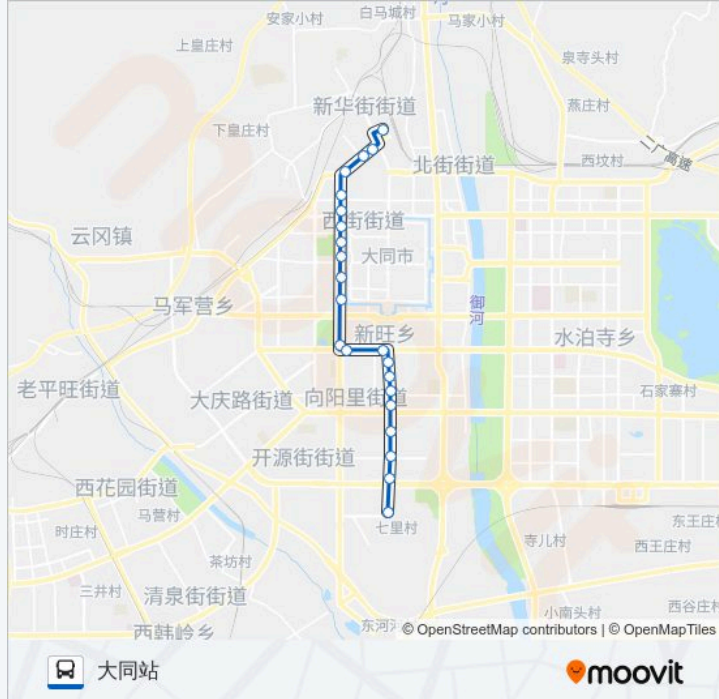 安家小村
白马城村
马家小村
上皇庄村
泉寺头村
新华街街道
燕庄村
下皇庄村
二广高速
北街街道
西坟村
西街街道
云冈镇
大同市
御河
马军营乡
新旺乡
水泊寺乡
老平旺街道
大庆路街道
向阳里街道
石家寨村
开源街街道
西花园街道
马营村
七里村
东王庄村
时庄村
寺儿村
西王庄村
茶坊村
三井村
清泉街街道
小南头村
西谷庄村
西韩岭乡
东河河
© OpenStreetMap contributors | © OpenMapTiles
大同站
moovit